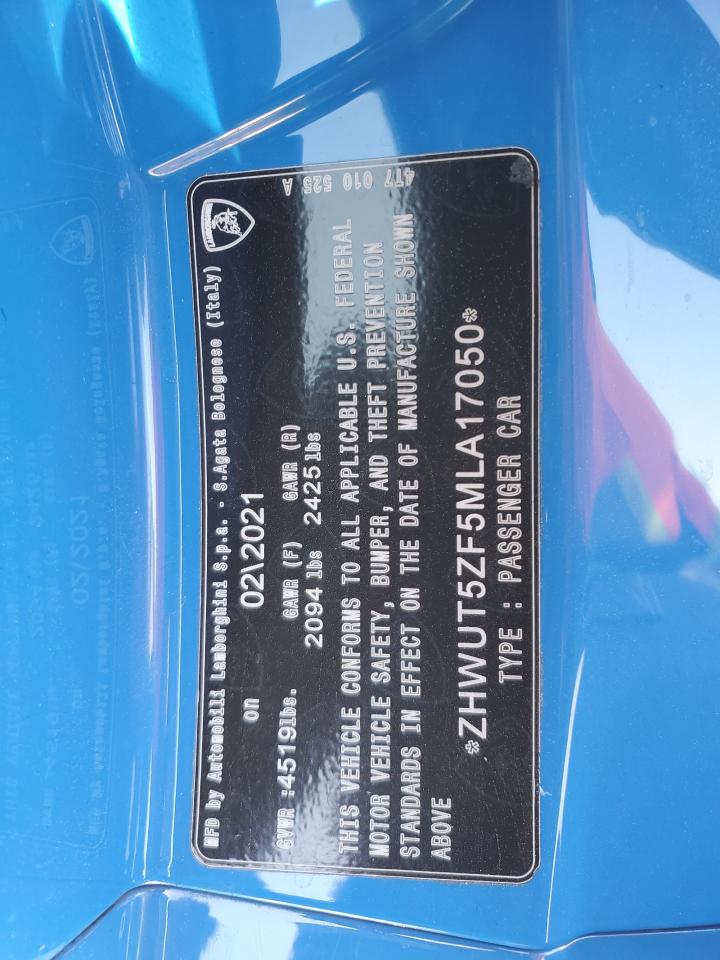 MFD by Automobili Lamborghini S.p.a. - S.Agata Bolognese (Italy)
on 02\2021
GVWR :4519lbs. GAWR (F) GAWR (R)
2094 lbs 2425 lbs
THIS VEHICLE CONFORMS TO ALL APPLICABLE U.S. FEDERAL
MOTOR VEHICLE SAFETY, BUMPER, AND THEFT PREVENTION
STANDARDS IN EFFECT ON THE DATE OF MANUFACTURE SHOWN
ABOVE
*ZHWUT5ZF5MLA17050*
TYPE : PASSENGER CAR
4T7 010 525 A
LAMBORGHINI